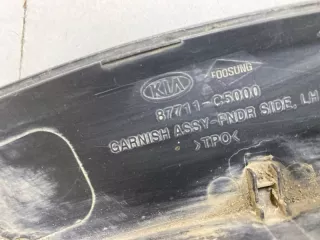 KIA
FOOSUNG
87711-C5000
GARNISH ASSY-FNDR SIDE, LH
>TPO<